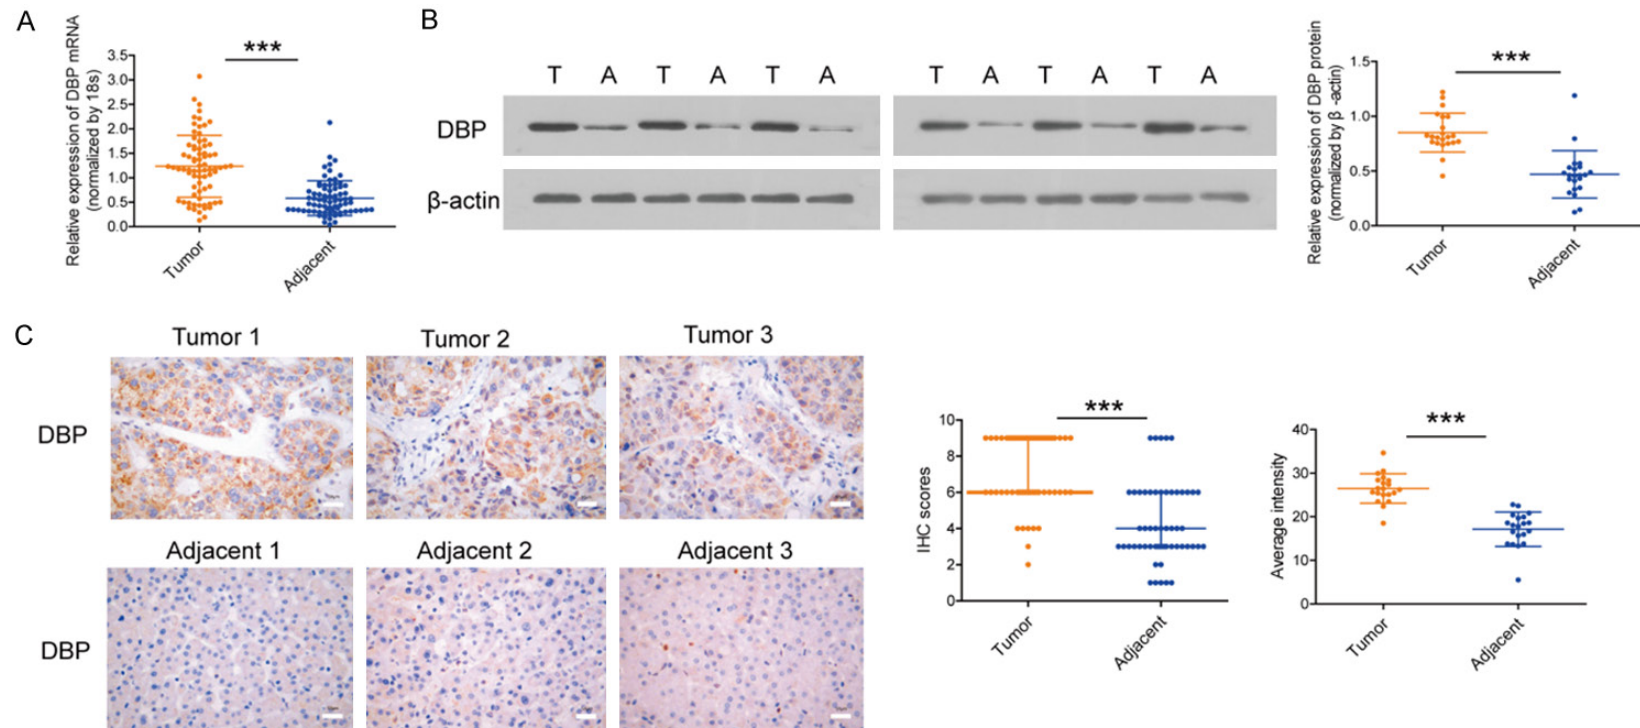 A
Relative expression of DBP mRNA
(normalized by 18s)
3.5
3.0
2.5
2.0
1.5
1.0
0.5
0.0
***
Tumor
Adjacent
B
T A T A T A
T A T A T A
DBP
β-actin
Relative expression of DBP protein
(normalized by β -actin)
1.5
1.0
0.5
0.0
***
Tumor
Adjacent
C
Tumor 1
Tumor 2
Tumor 3
DBP
Adjacent 1
Adjacent 2
Adjacent 3
DBP
IHC scores
10
8
6
4
2
0
***
Tumor
Adjacent
Average intensity
40
30
20
10
0
***
Tumor
Adjacent